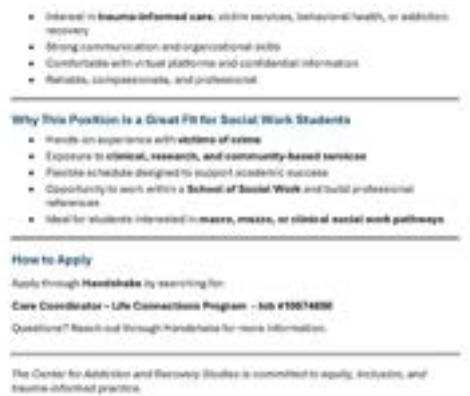 • Interest in trauma-informed care, victim services, behavioral health, or addiction
recovery
• Strong communication and organizational skills
• Comfortable with virtual platforms and confidential information
• Reliable, compassionate, and professional
Why This Position Is a Great Fit for Social Work Students
• Hands-on experience with victims of crime
• Exposure to clinical, research, and community-based services
• Flexible schedule designed to support academic success
• Opportunity to work within a School of Social Work and build professional
references
• Ideal for students interested in macro, mezzo, or clinical social work pathways
How to Apply
Apply through Handshake by searching for:
Care Coordinator – Life Connections Program – Job
Questions? Reach out through Handshake for more information.
The Center for Addiction and Recovery Studies is committed to equity, inclusion, and
trauma-informed practice.